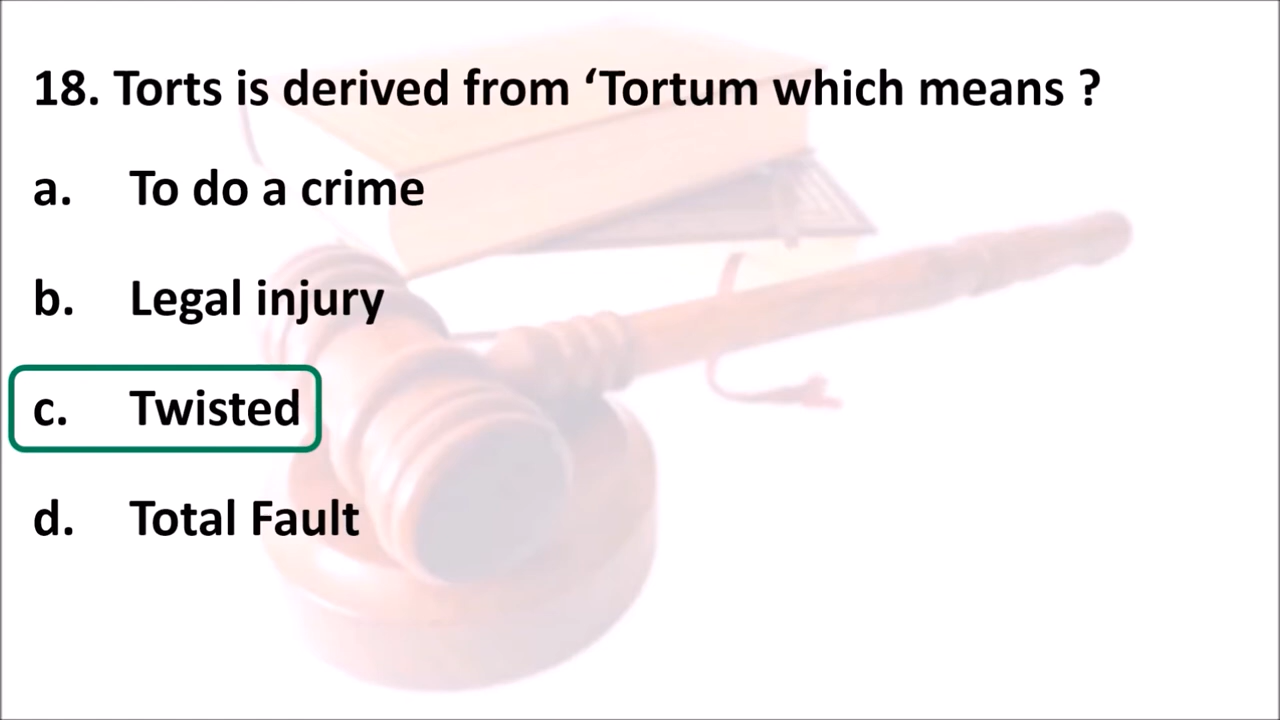 18. Torts is derived from ‘Tortum which means ?
a. To do a crime
b. Legal injury
c. Twisted
d. Total Fault